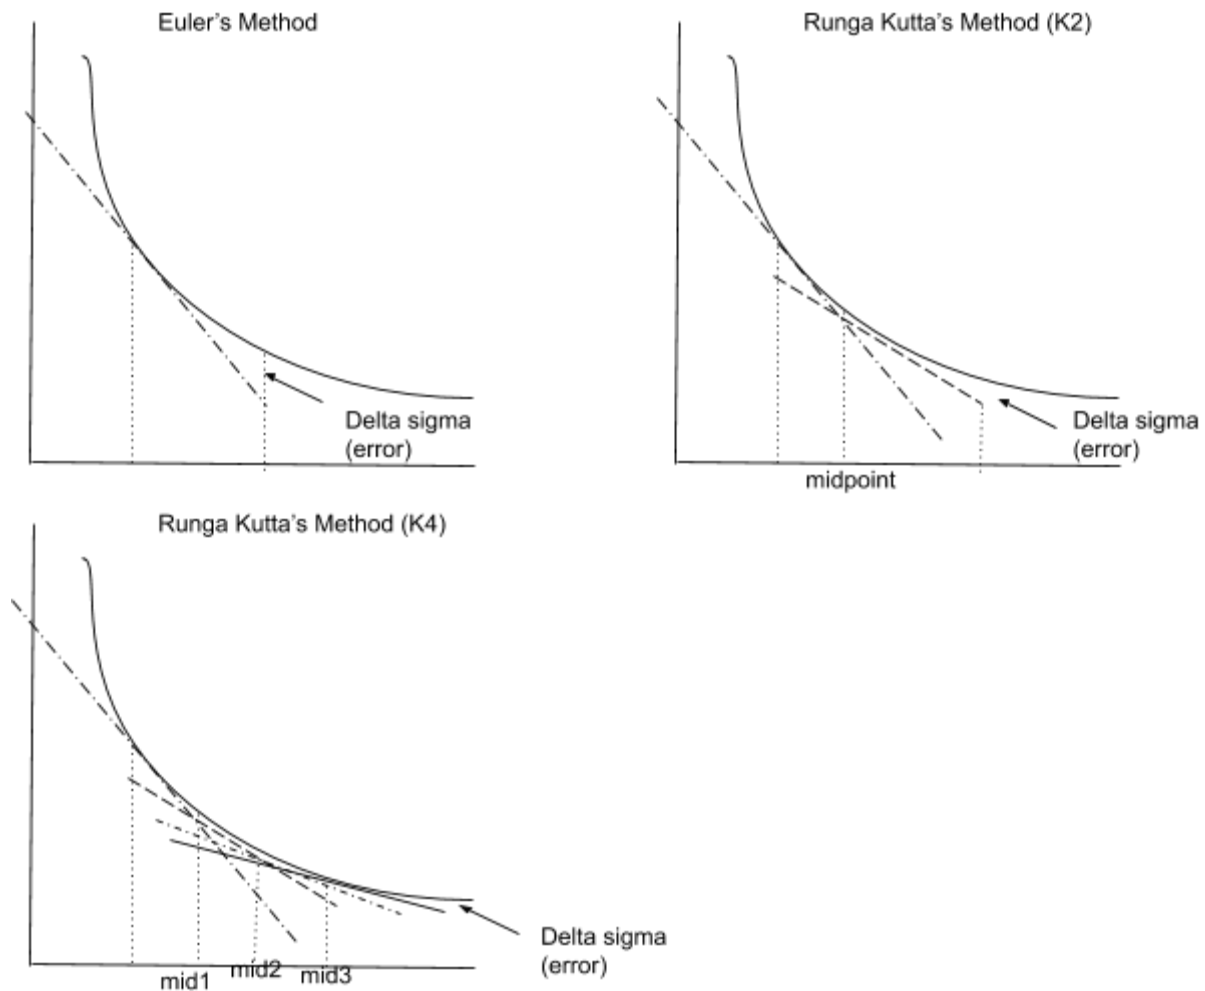 Euler's Method
Runga Kutta's Method (K2)
Delta sigma
(error)
Delta sigma
(error)
midpoint
Runga Kutta's Method (K4)
Delta sigma
(error)
mid1
mid2
mid3